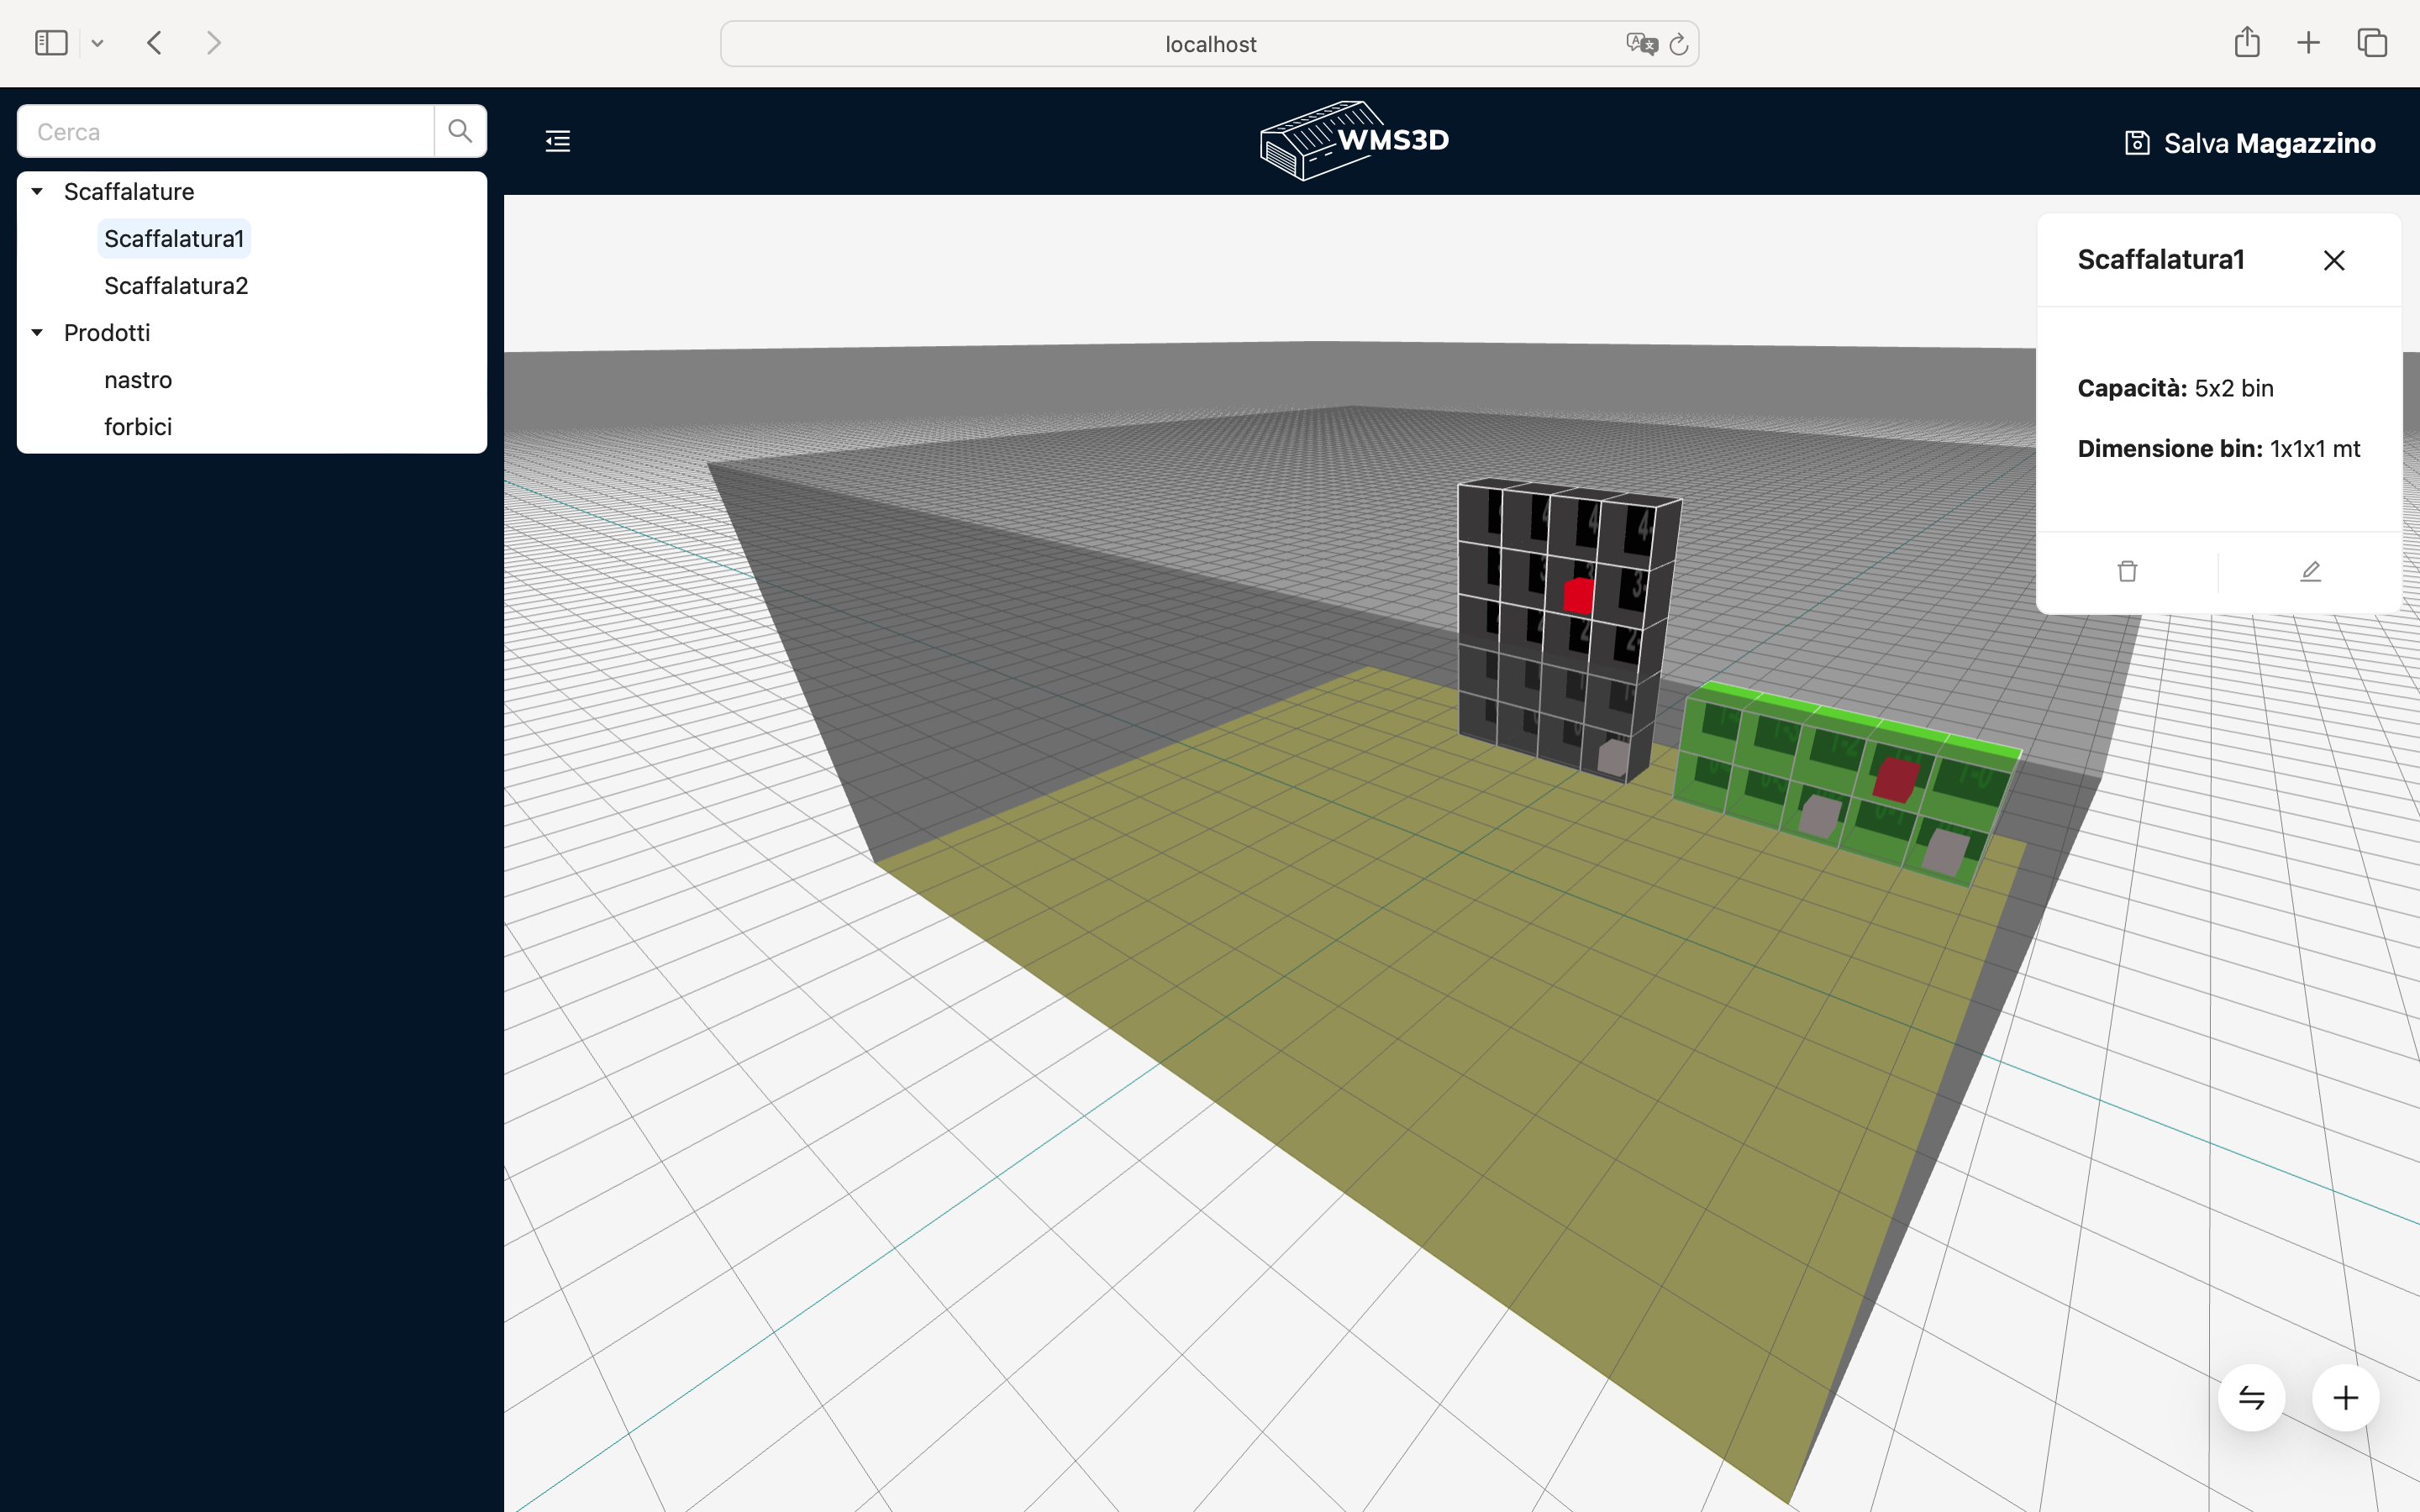 localhost
Cerca
WMS3D
Salva Magazzino
Scaffalature
Scaffalatura1
Scaffalatura2
Prodotti
nastro
forbici
Scaffalatura1
Capacità: 5x2 bin
Dimensione bin: 1x1x1 mt